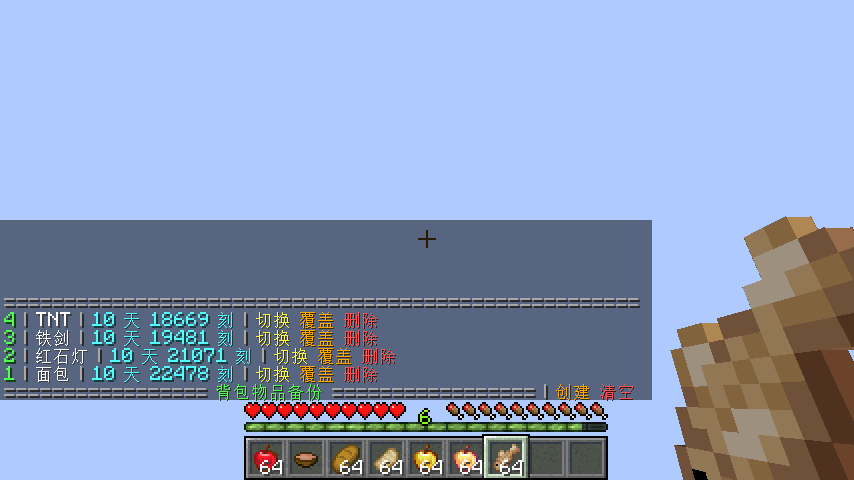 4 | TNT | 10 天 18669 刻 | 切换 覆盖 删除
3 | 铁剑 | 10 天 19481 刻 | 切换 覆盖 删除
2 | 红石灯 | 10 天 21071 刻 | 切换 覆盖 删除
1 | 面包 | 10 天 22478 刻 | 切换 覆盖 删除
背包物品备份 | 创建 清空
6
64 64 64 64 64 64